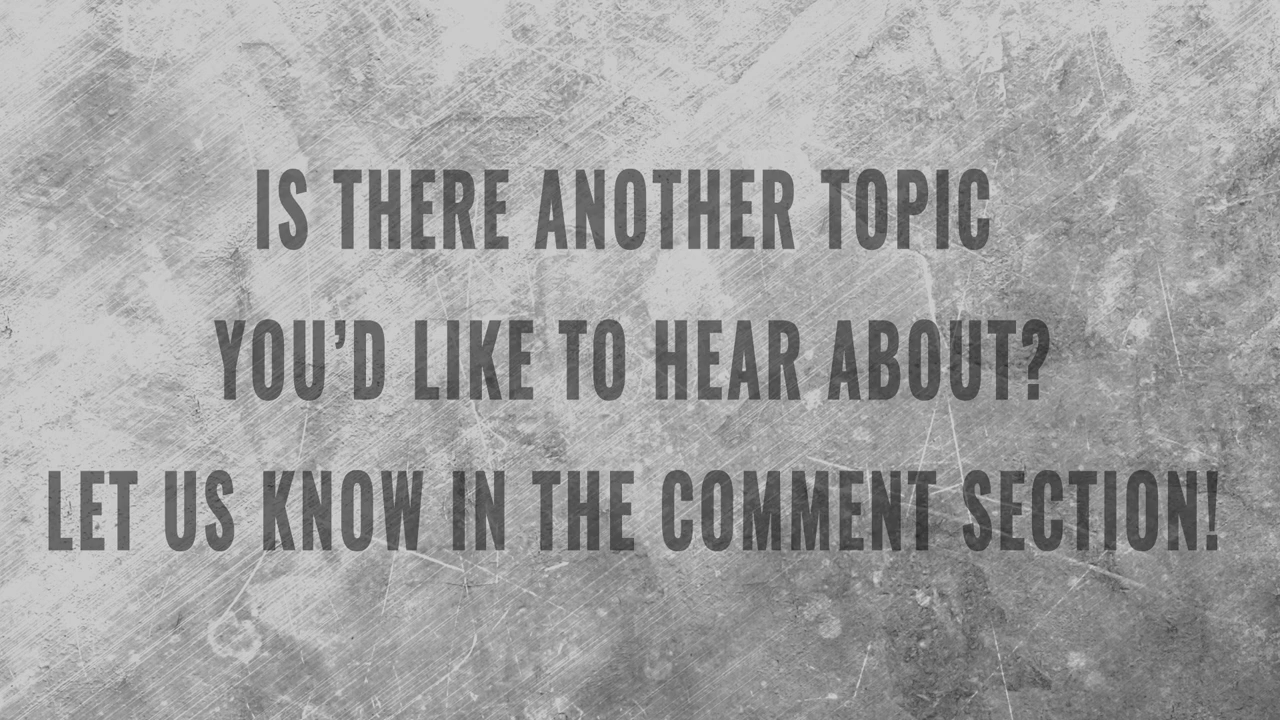 IS THERE ANOTHER TOPIC
YOU'D LIKE TO HEAR ABOUT?
LET US KNOW IN THE COMMENT SECTION!